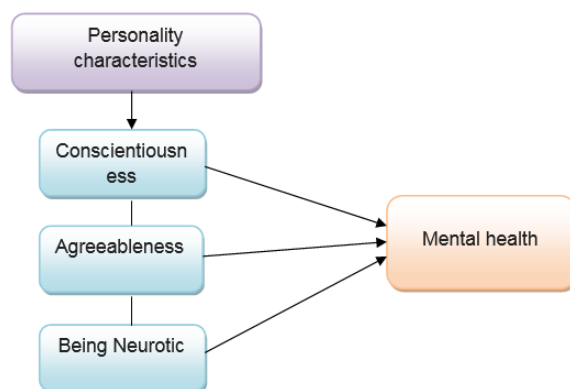 Personality
characteristics
Conscientiousn
ess
Agreeableness
Mental health
Being Neurotic